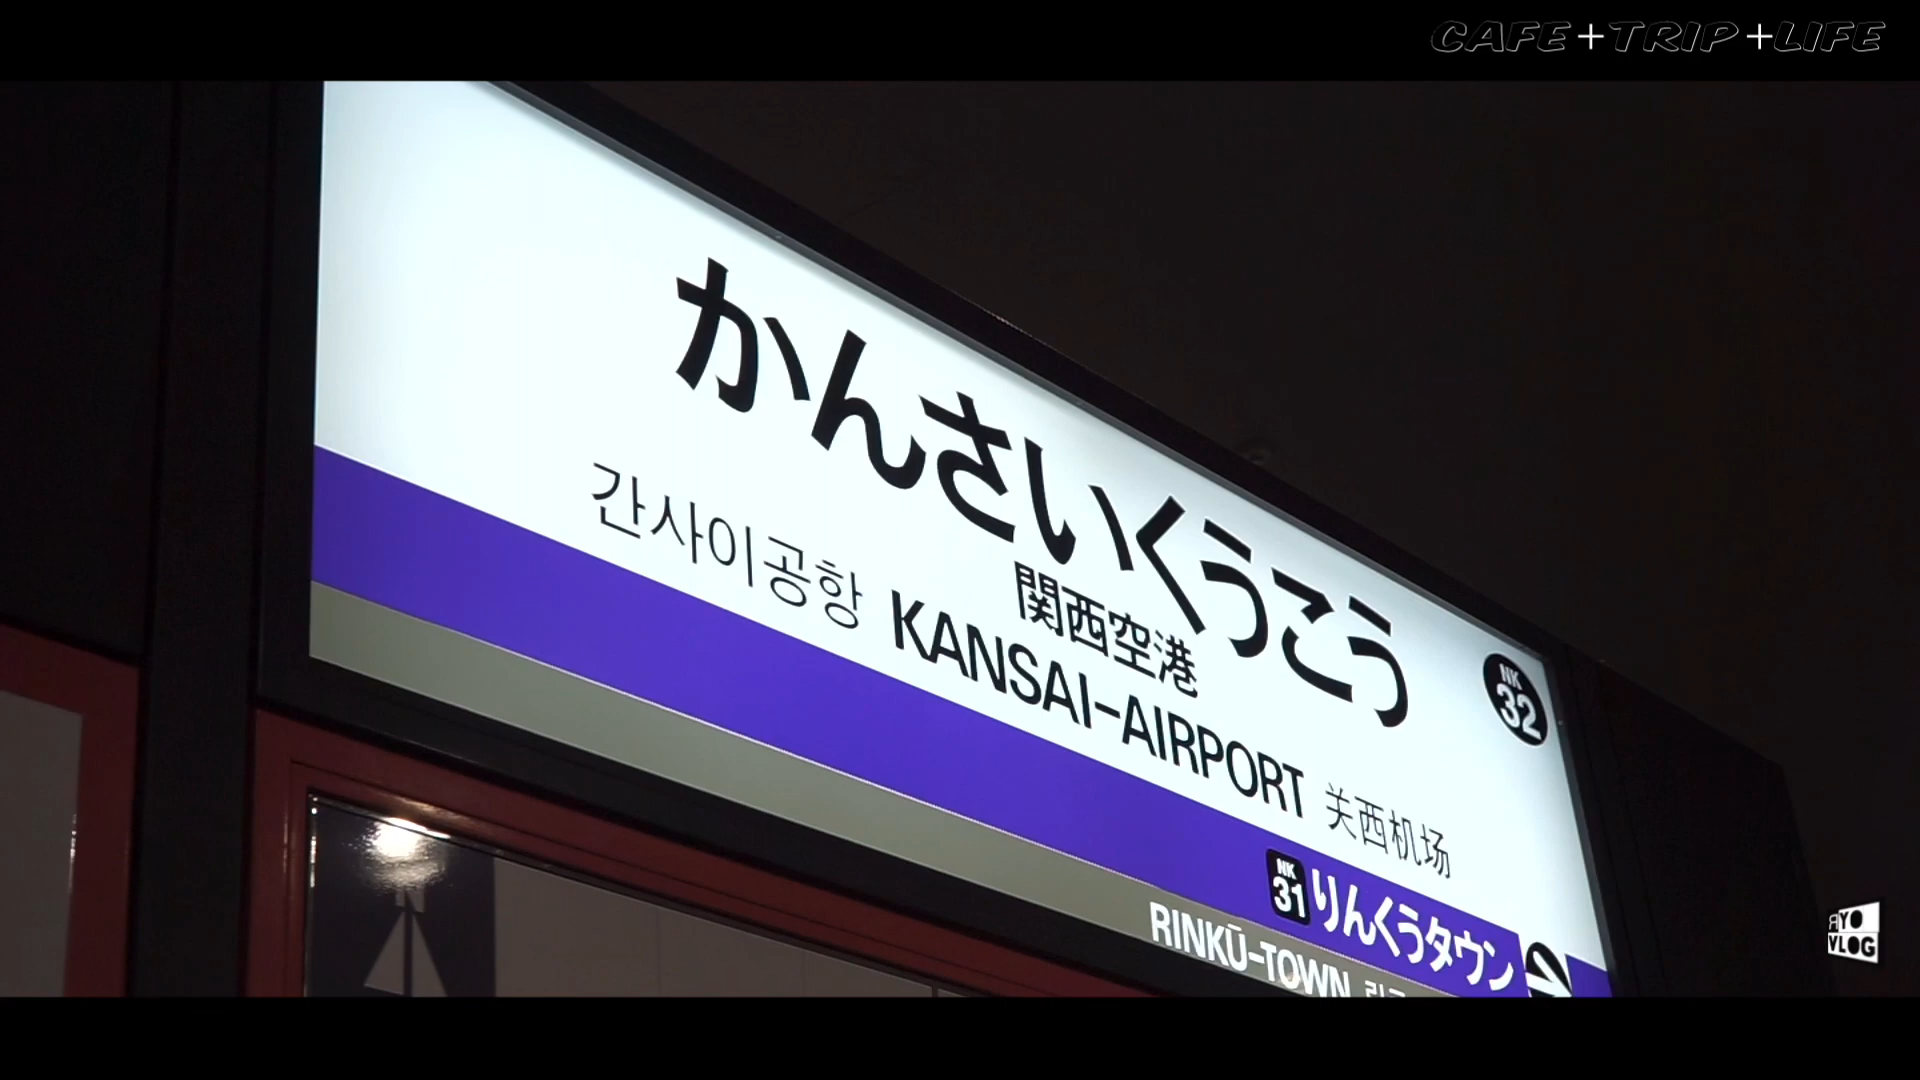 CAFE+TRIP+LIFE
かんさいくうこう
関西空港
간사이공항 KANSAI-AIRPORT 关西机场
NK
32
NK
31
りんくうタウン
RINKŪ-TOWN
RYO
VLOG